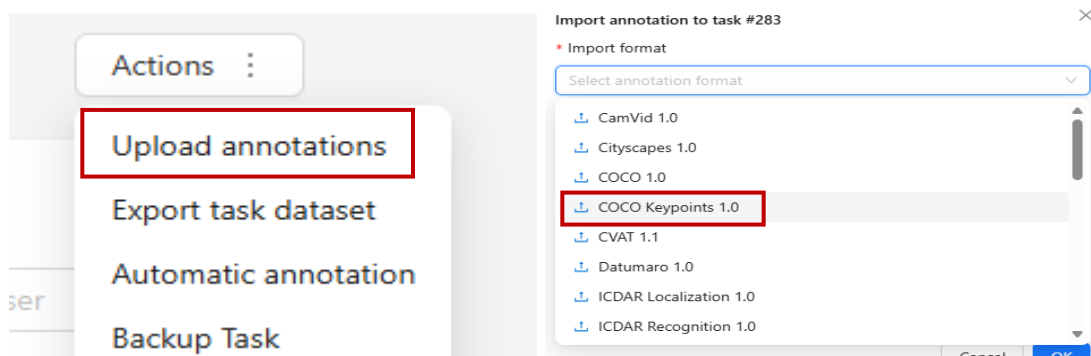 Actions
Upload annotations
Export task dataset
Automatic annotation
Backup Task
ser
Import annotation to task #283
* Import format
Select annotation format
CamVid 1.0
Cityscapes 1.0
COCO 1.0
COCO Keypoints 1.0
CVAT 1.1
Datumaro 1.0
ICDAR Localization 1.0
ICDAR Recognition 1.0
Cancel OK